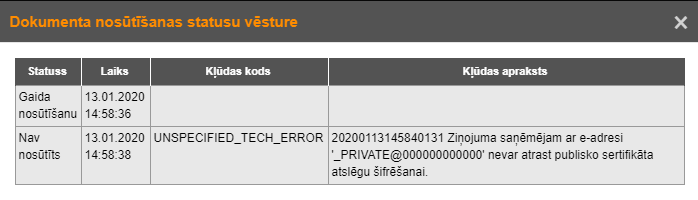 Dokumenta nosūtīšanas statusu vēsture
Statuss Laiks Kļūdas kods Kļūdas apraksts
Gaida 13.01.2020
nosūtīšanu 14:58:36
Nav 13.01.2020 UNSPECIFIED_TECH_ERROR 20200113145840131 Ziņojuma saņēmējam ar e-adresi
nosūtīts 14:58:38 '_PRIVATE@000000000000' nevar atrast publisko sertifikāta
atslēgu šifrēšanai.